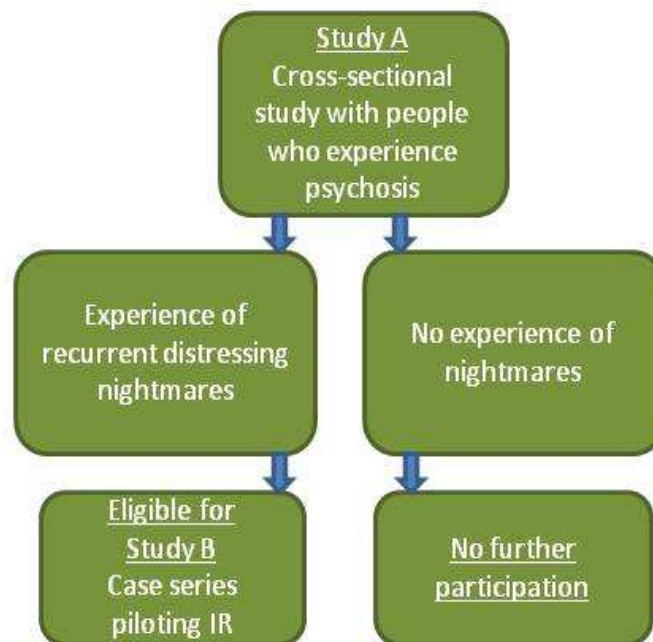 Study A
Cross-sectional
study with people
who experience
psychosis
Experience of
recurrent distressing
nightmares
No experience of
nightmares
Eligible for
Study B
Case series
piloting IR
No further
participation